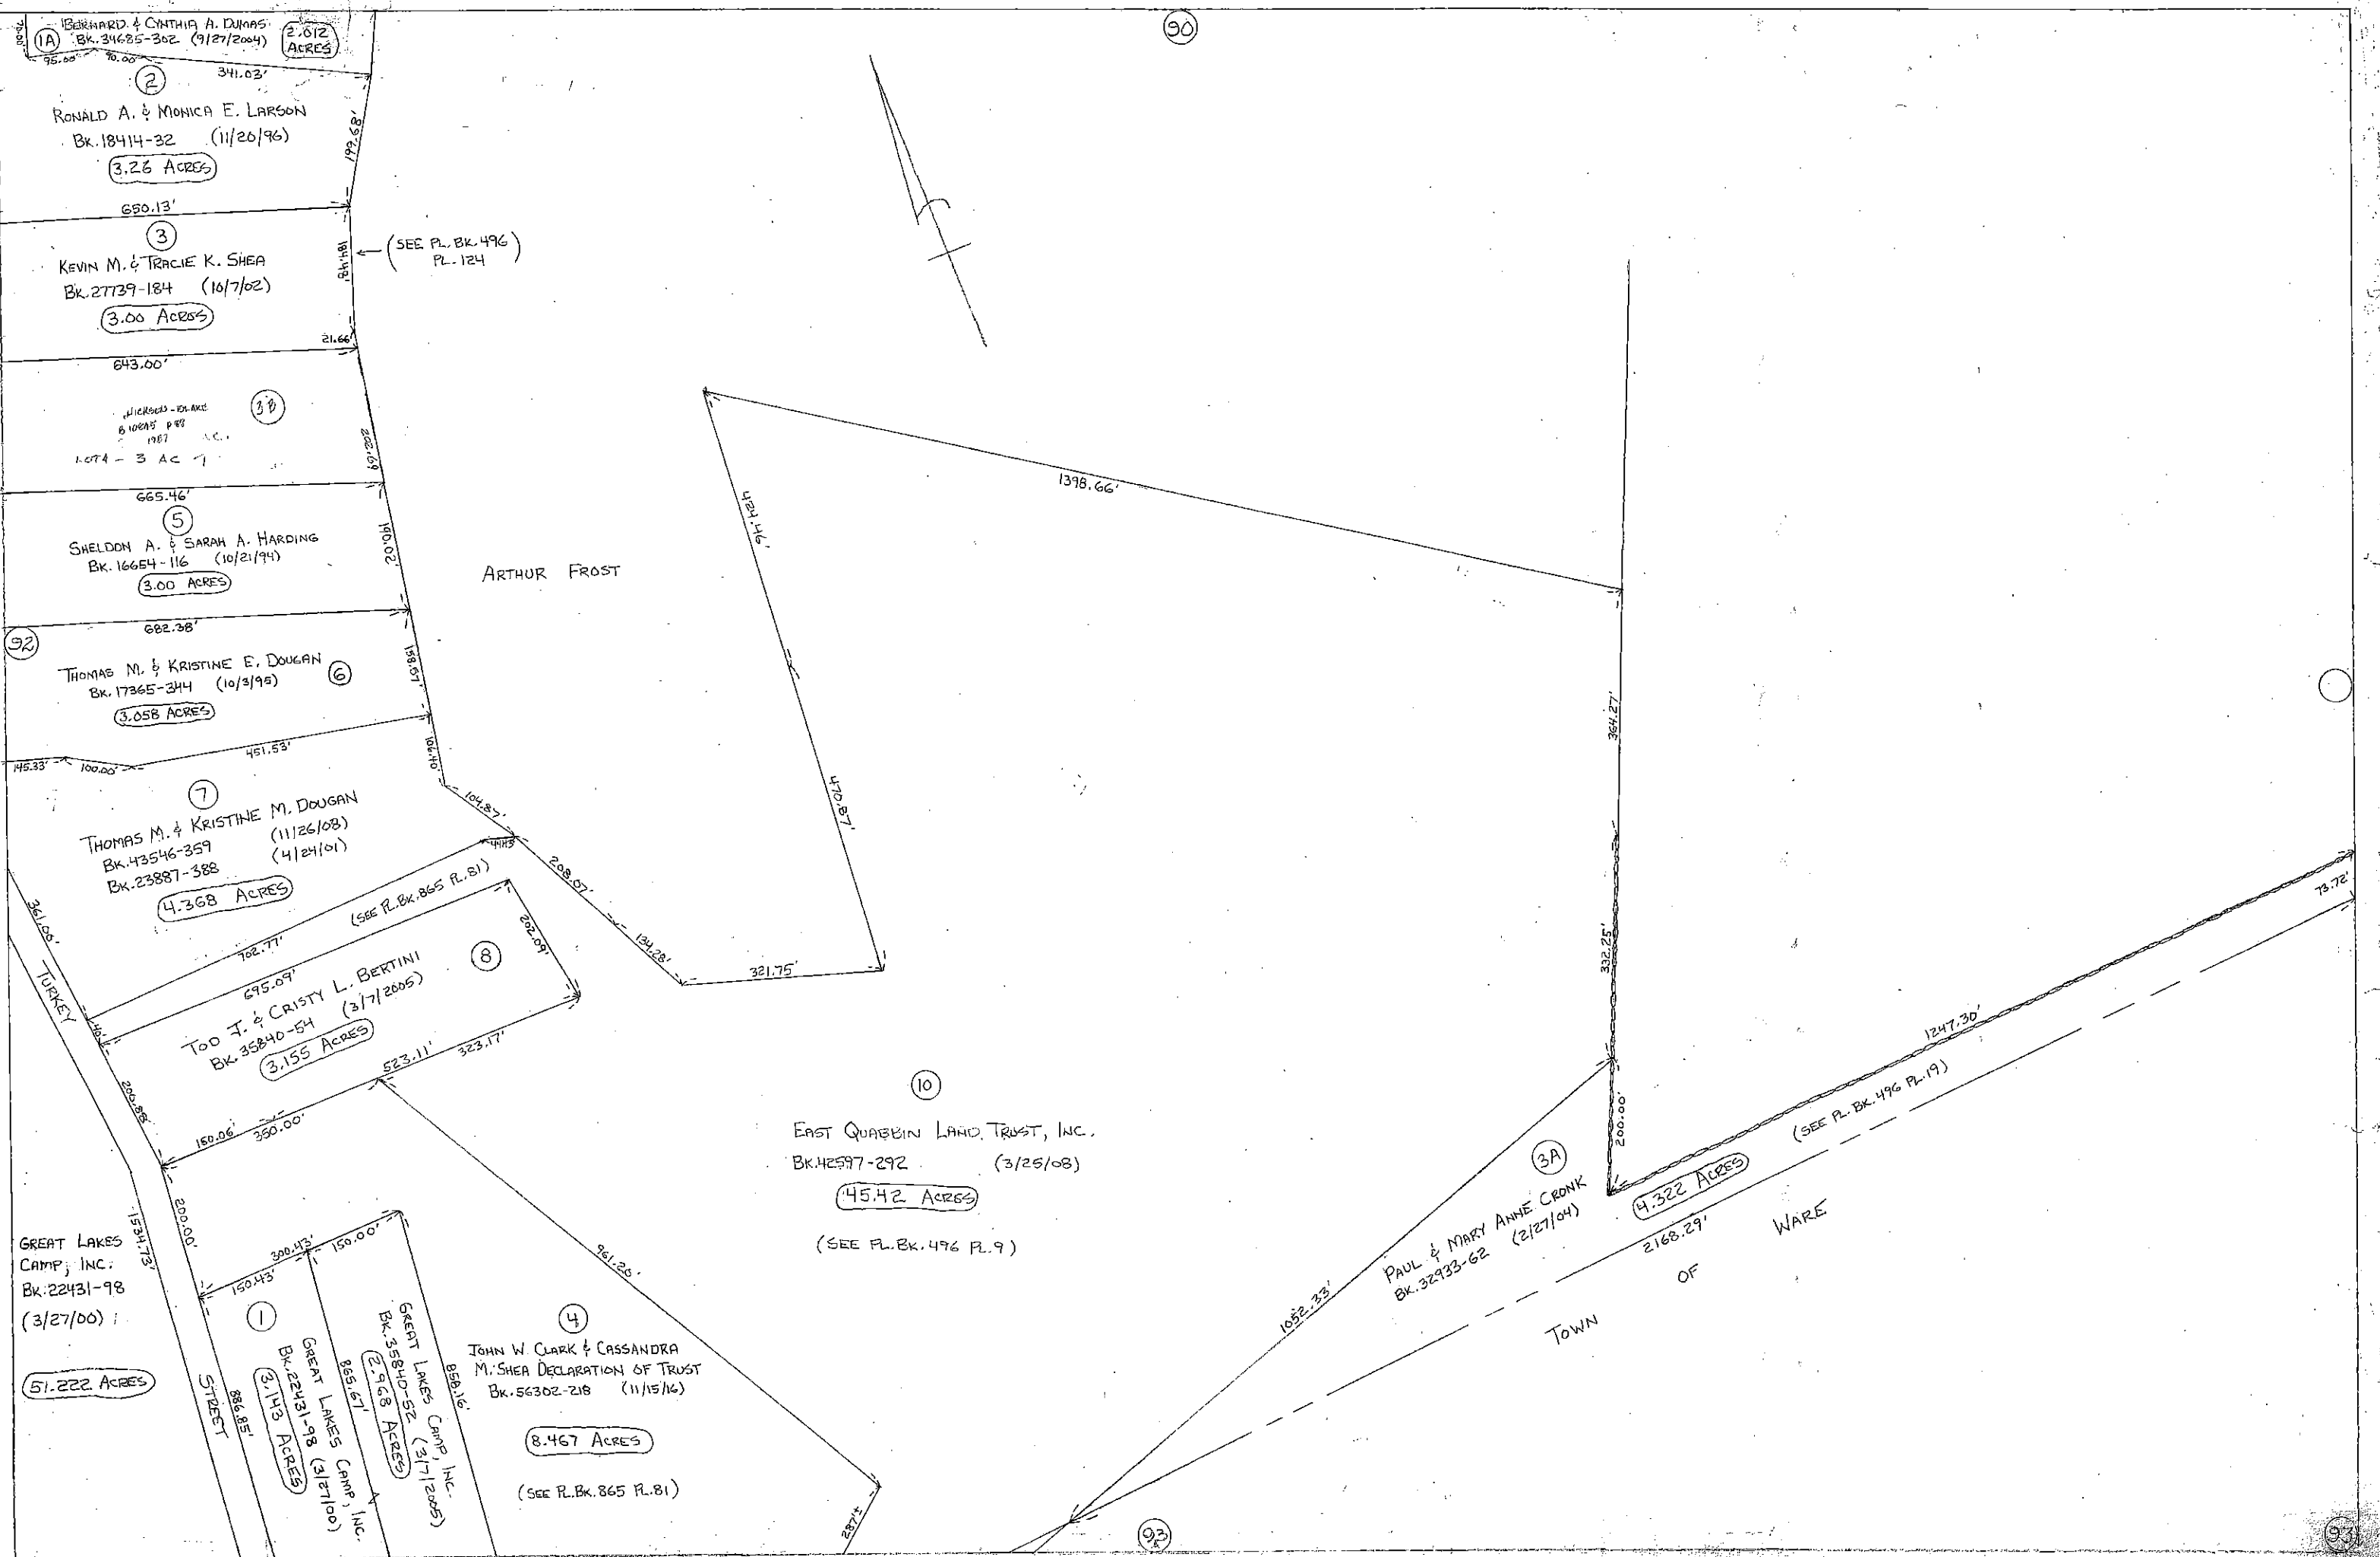 90
BERNARD & CYNTHIA A. DUMAS
1A BK.34685-302 (9/27/2004)
2.012 ACRES
95.00' 90.00'
341.03'
2
RONALD A. & MONICA E. LARSON
BK.18414-32 (11/20/96)
3.26 ACRES
199.68'
650.13'
3
KEVIN M. & TRACIE K. SHEA
BK.27739-184 (10/7/02)
3.00 ACRES
184.48'
(SEE PL. BK. 496
PL. 124)
21.66'
643.00'
3B
1987
3 AC
202.69'
665.46'
5
SHELDON A. & SARAH A. HARDING
BK. 16654-116 (10/21/94)
3.00 ACRES
190.02'
92
682.38'
THOMAS M. & KRISTINE E. DOUGAN
BK. 17365-344 (10/3/95)
6
3.058 ACRES
158.57'
145.33' 100.00' 451.53'
106.40'
7
THOMAS M. & KRISTINE M. DOUGAN
BK.43546-359 (11/26/08)
BK.23887-388 (4/24/01)
4.368 ACRES
104.87'
208.07'
134.28'
321.75'
ARTHUR FROST
424.46'
470.87'
1398.66'
364.27'
332.25'
200.00'
361.06'
TURKEY
STREET
702.77'
(SEE PL.BK.865 PL.81)
40'
695.09'
8
TOD J. & CRISTY L. BERTINI
BK.35840-54 (3/7/2005)
3.155 ACRES
202.09'
200.88'
523.11'
323.17'
150.06'
350.00'
200.00'
1534.73'
GREAT LAKES
CAMP, INC.
BK.22431-98
(3/27/00)
51.222 ACRES
300.43'
150.43'
150.00'
886.85'
1
GREAT LAKES CAMP, INC.
BK.22431-98 (3/27/00)
3.143 ACRES
865.67'
GREAT LAKES CAMP, INC.
BK.35840-52 (3/7/2005)
2.968 ACRES
858.16'
4
JOHN W. CLARK & CASSANDRA
M. SHEA DECLARATION OF TRUST
BK.56302-218 (11/15/16)
8.467 ACRES
(SEE PL.BK.865 PL.81)
961.20'
287'±
10
EAST QUABBIN LAND TRUST, INC.
BK.42597-292 (3/25/08)
45.42 ACRES
(SEE PL.BK.496 PL.9)
1052.33'
3A
PAUL & MARY ANNE CRONK
BK.32933-62 (2/27/04)
4.322 ACRES
2168.29'
1247.30'
(SEE PL. BK.496 PL.19)
73.72'
TOWN OF WARE
93
93